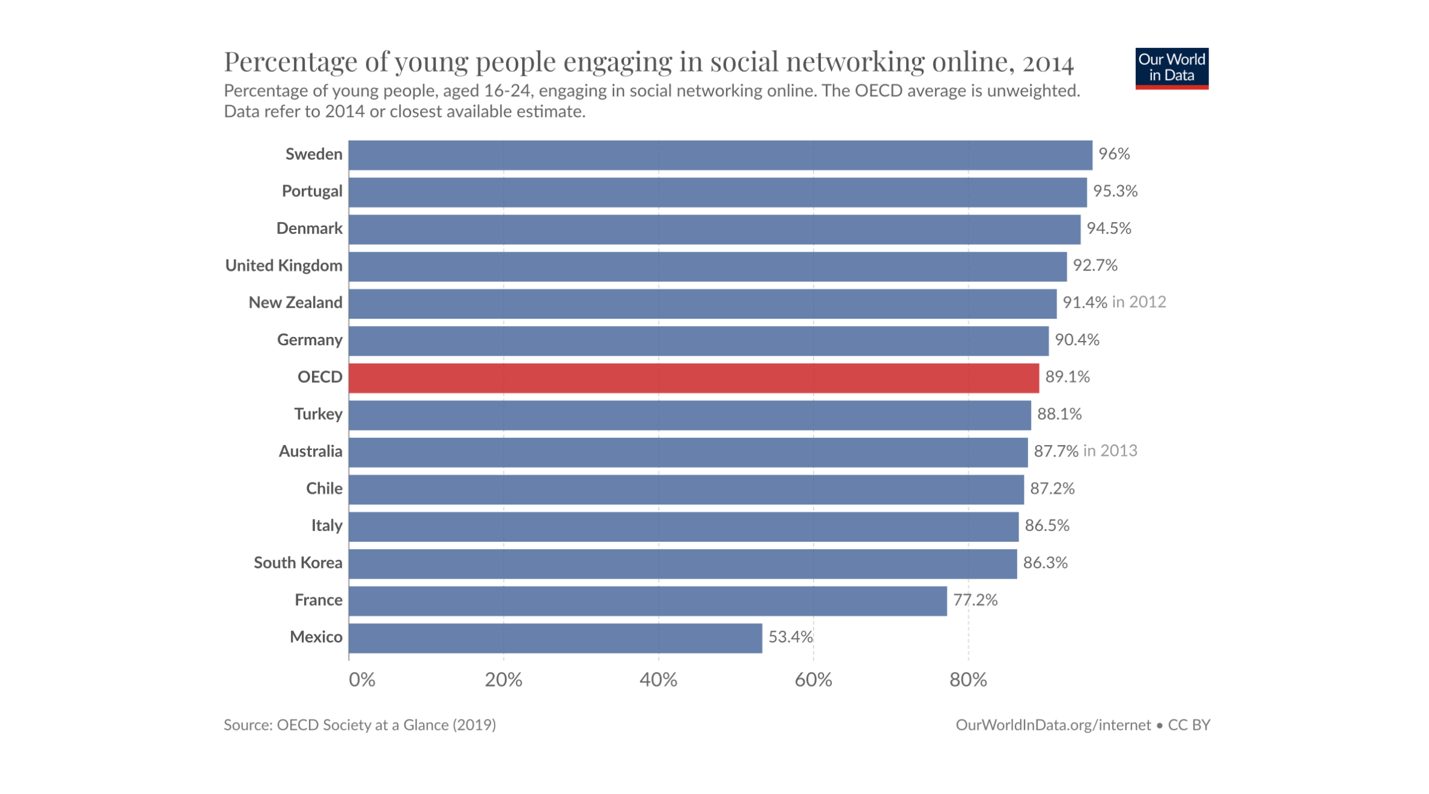 Percentage of young people engaging in social networking online, 2014
Our World
in Data
Percentage of young people, aged 16-24, engaging in social networking online. The OECD average is unweighted.
Data refer to 2014 or closest available estimate.
Sweden 96%
Portugal 95.3%
Denmark 94.5%
United Kingdom 92.7%
New Zealand 91.4% in 2012
Germany 90.4%
OECD 89.1%
Turkey 88.1%
Australia 87.7% in 2013
Chile 87.2%
Italy 86.5%
South Korea 86.3%
France 77.2%
Mexico 53.4%
0% 20% 40% 60% 80%
Source: OECD Society at a Glance (2019) OurWorldInData.org/internet • CC BY